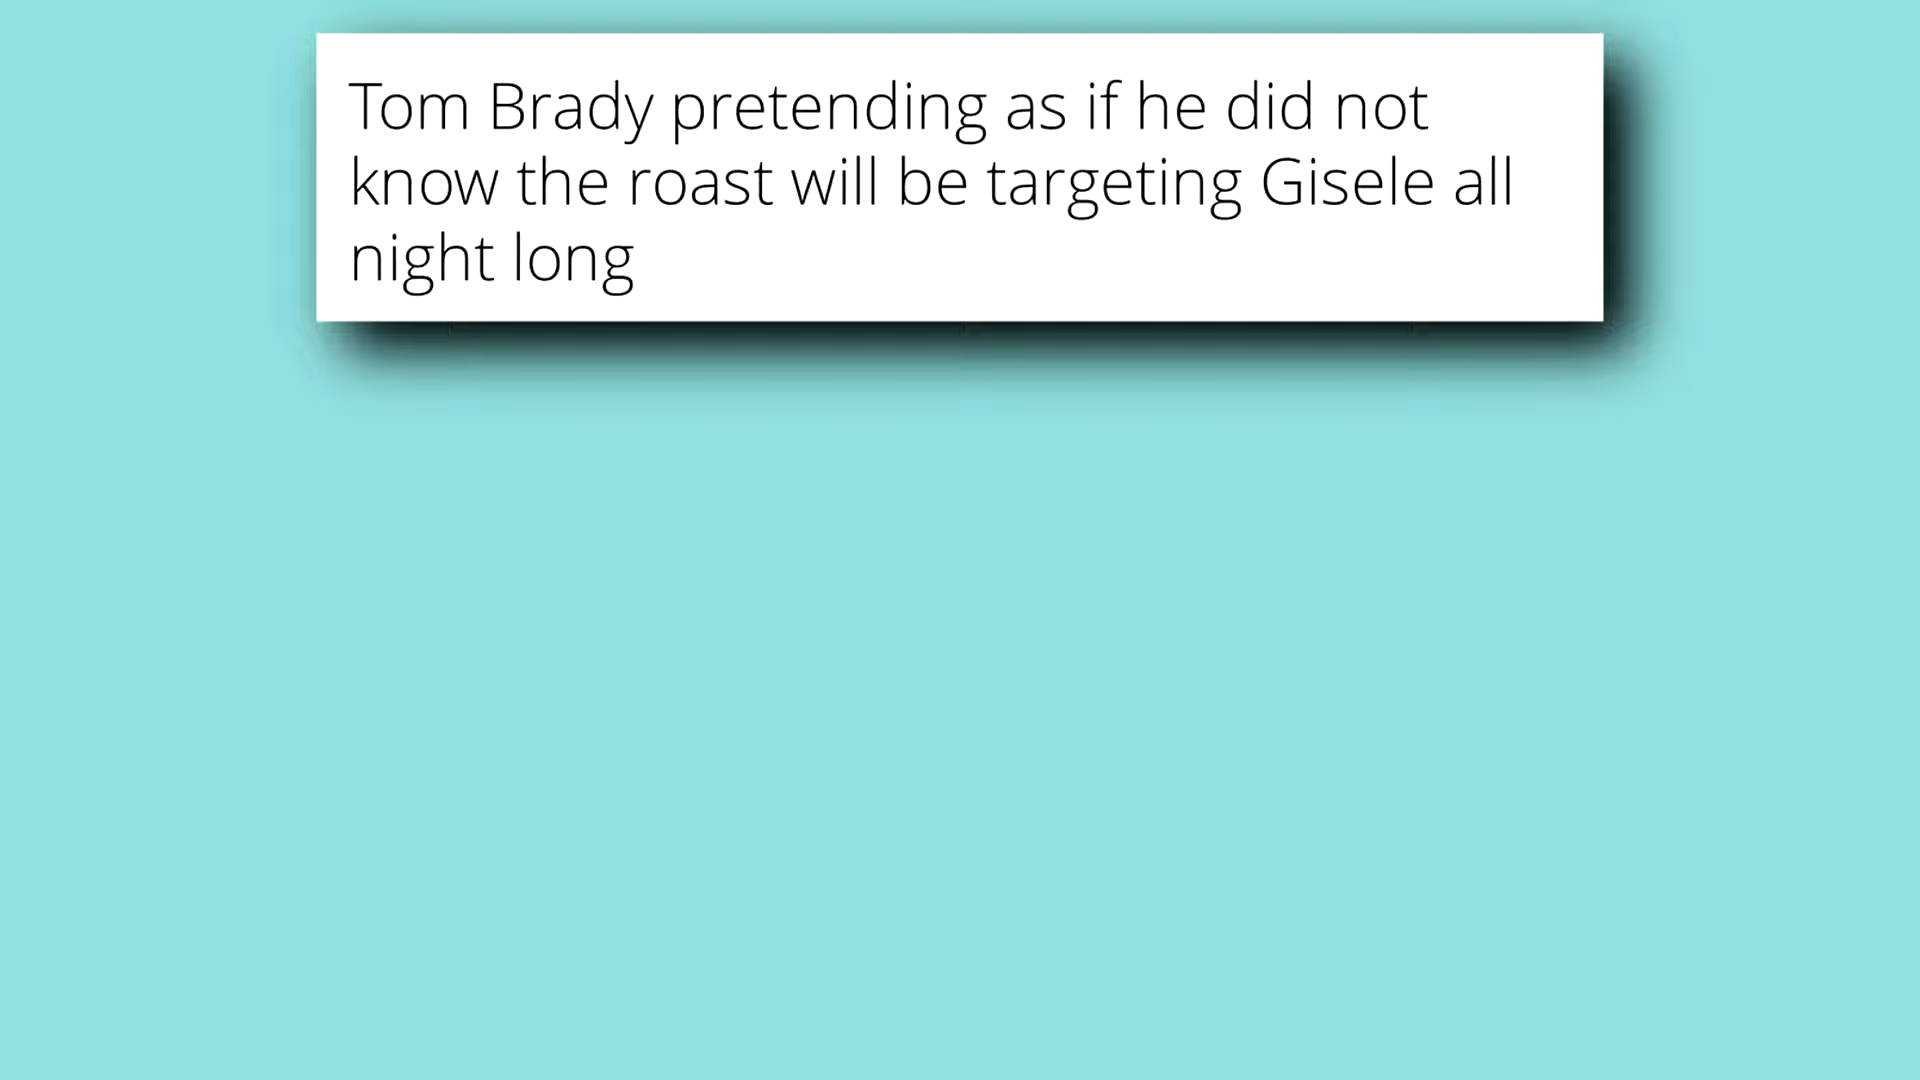 Tom Brady pretending as if he did not
know the roast will be targeting Gisele all
night long